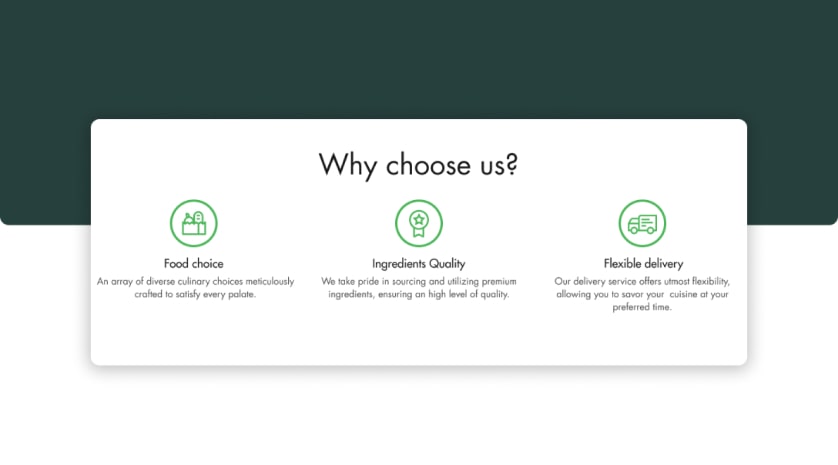 Why choose us?
Food choice
An array of diverse culinary choices meticulously
crafted to satisfy every palate.
Ingredients Quality
We take pride in sourcing and utilizing premium
ingredients, ensuring an high level of quality.
Flexible delivery
Our delivery service offers utmost flexibility,
allowing you to savor your  cuisine at your
preferred time.